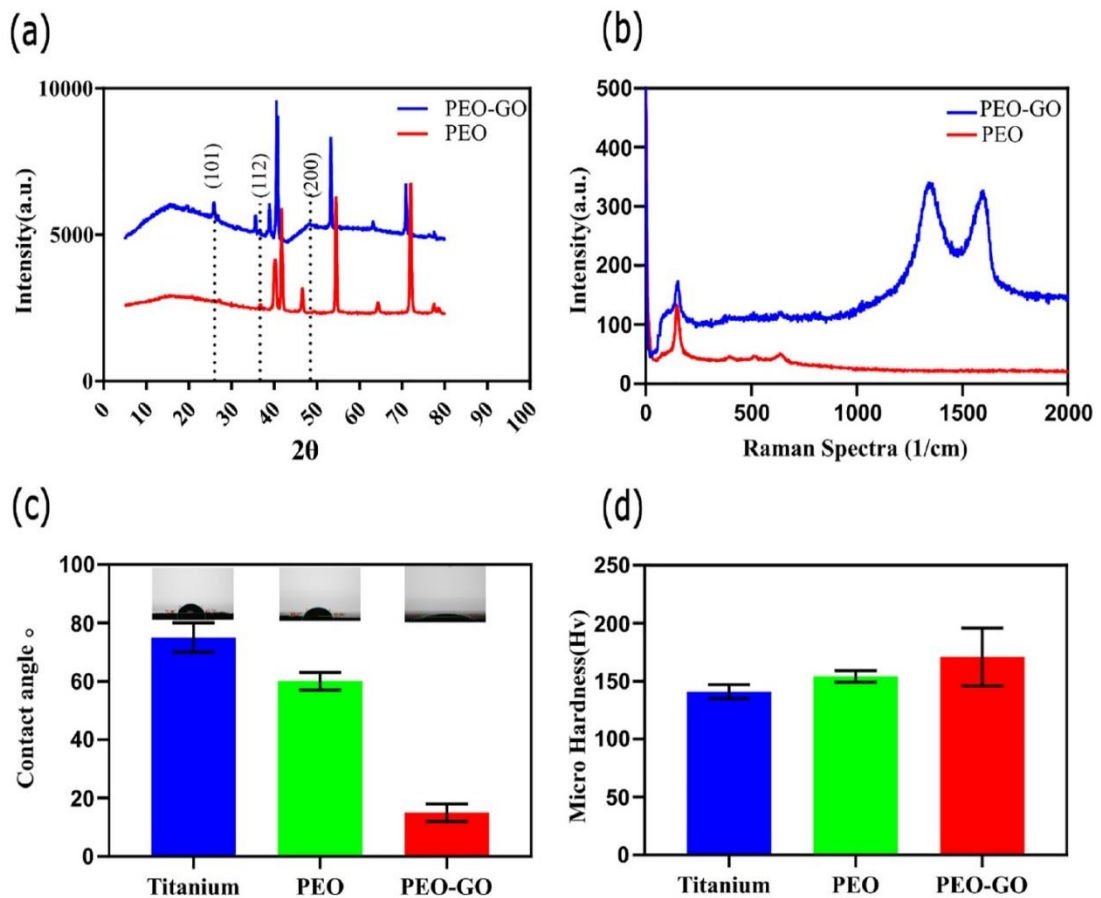 (a)
10000
5000
0
Intensity(a.u.)
PEO-GO
PEO
(101)
(112)
(200)
0 10 20 30 40 50 60 70 80 90 100
2θ
(b)
500
400
300
200
100
0
Intensity(a.u.)
PEO-GO
PEO
0 500 1000 1500 2000
Raman Spectra (1/cm)
(c)
100
80
60
40
20
0
Contact angle °
Titanium PEO PEO-GO
(d)
250
200
150
100
50
0
Micro Hardness(Hv)
Titanium PEO PEO-GO